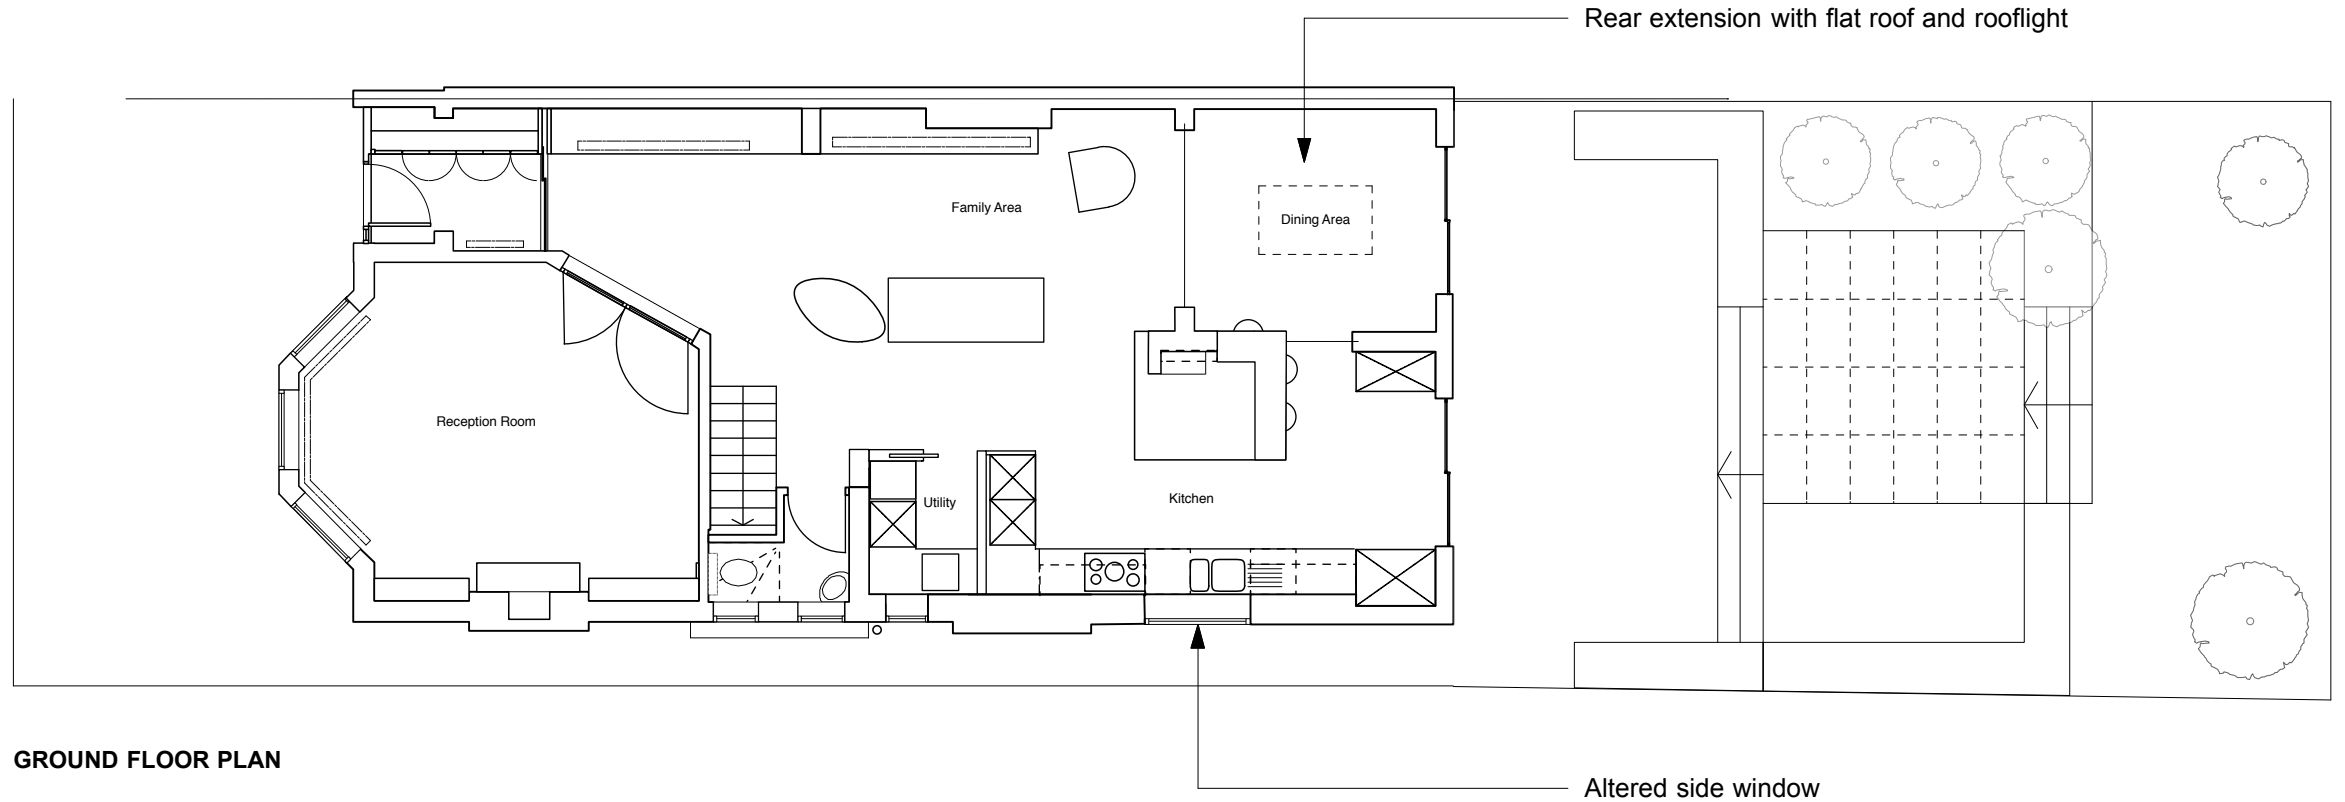 Rear extension with flat roof and rooflight
Family Area
Dining Area
Reception Room
Utility
Kitchen
GROUND FLOOR PLAN
Altered side window